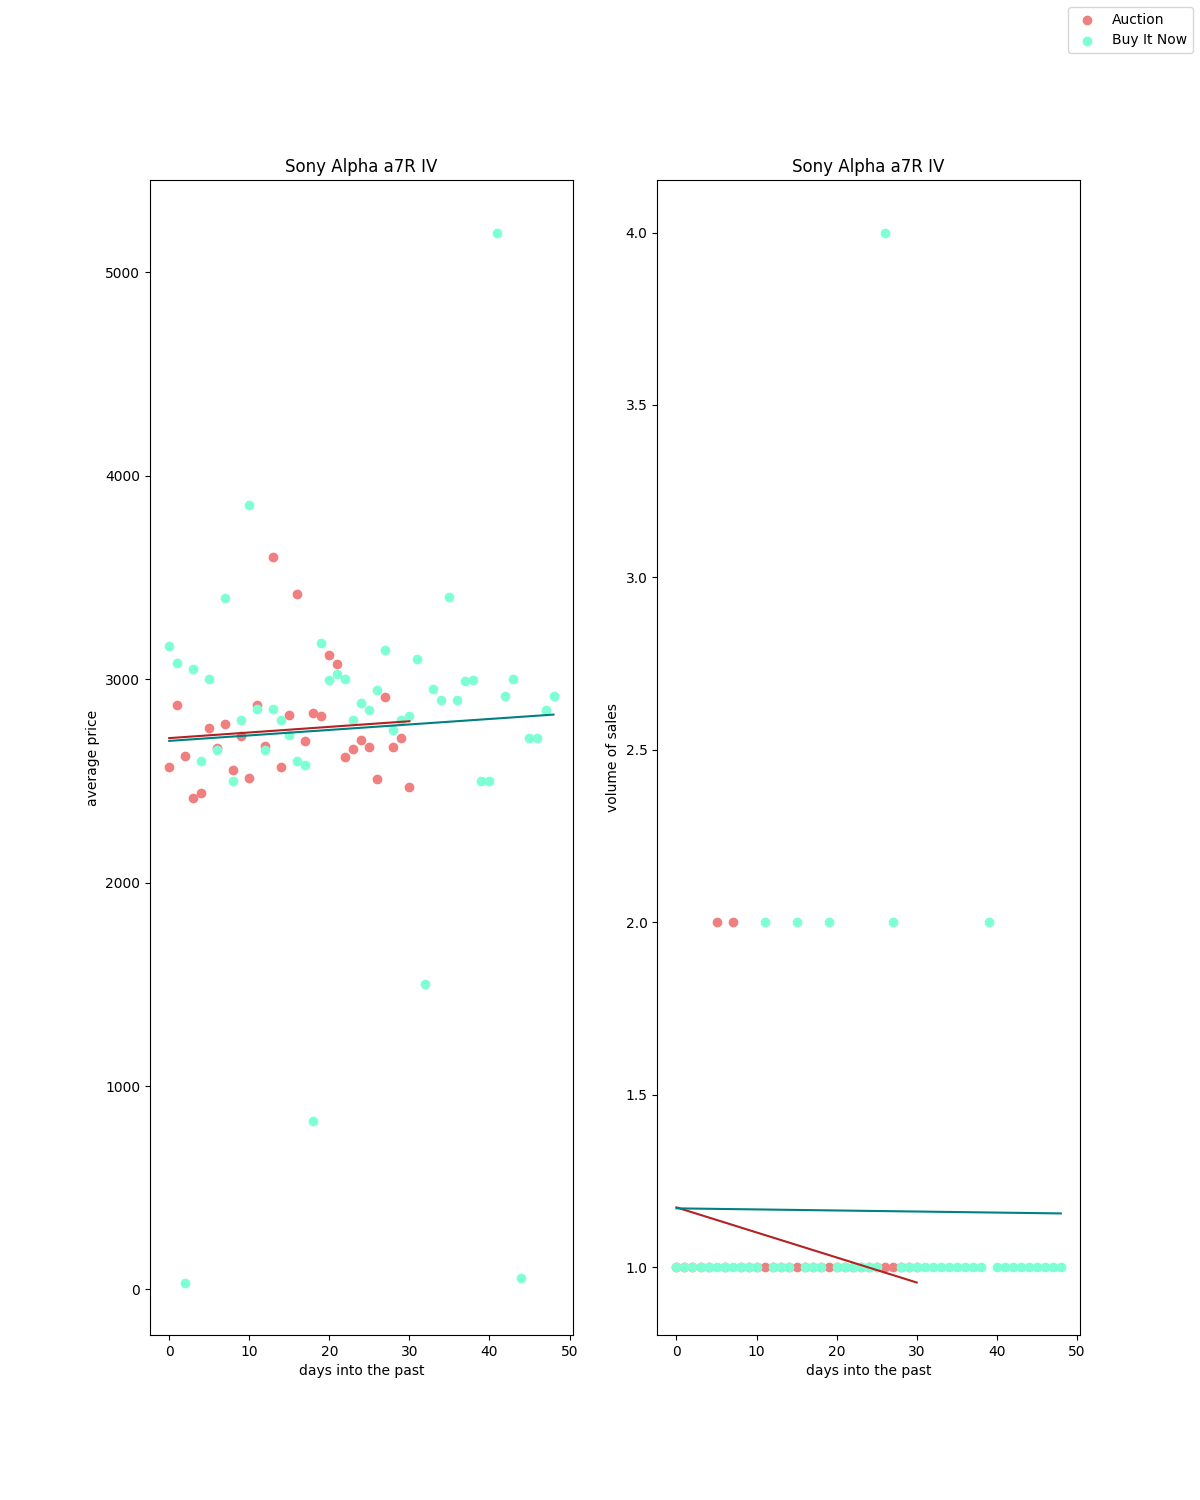 Auction
Buy It Now
Sony Alpha a7R IV
5000
4000
3000
2000
1000
0
average price
0 10 20 30 40 50
days into the past
Sony Alpha a7R IV
4.0
3.5
3.0
2.5
2.0
1.5
1.0
volume of sales
0 10 20 30 40 50
days into the past